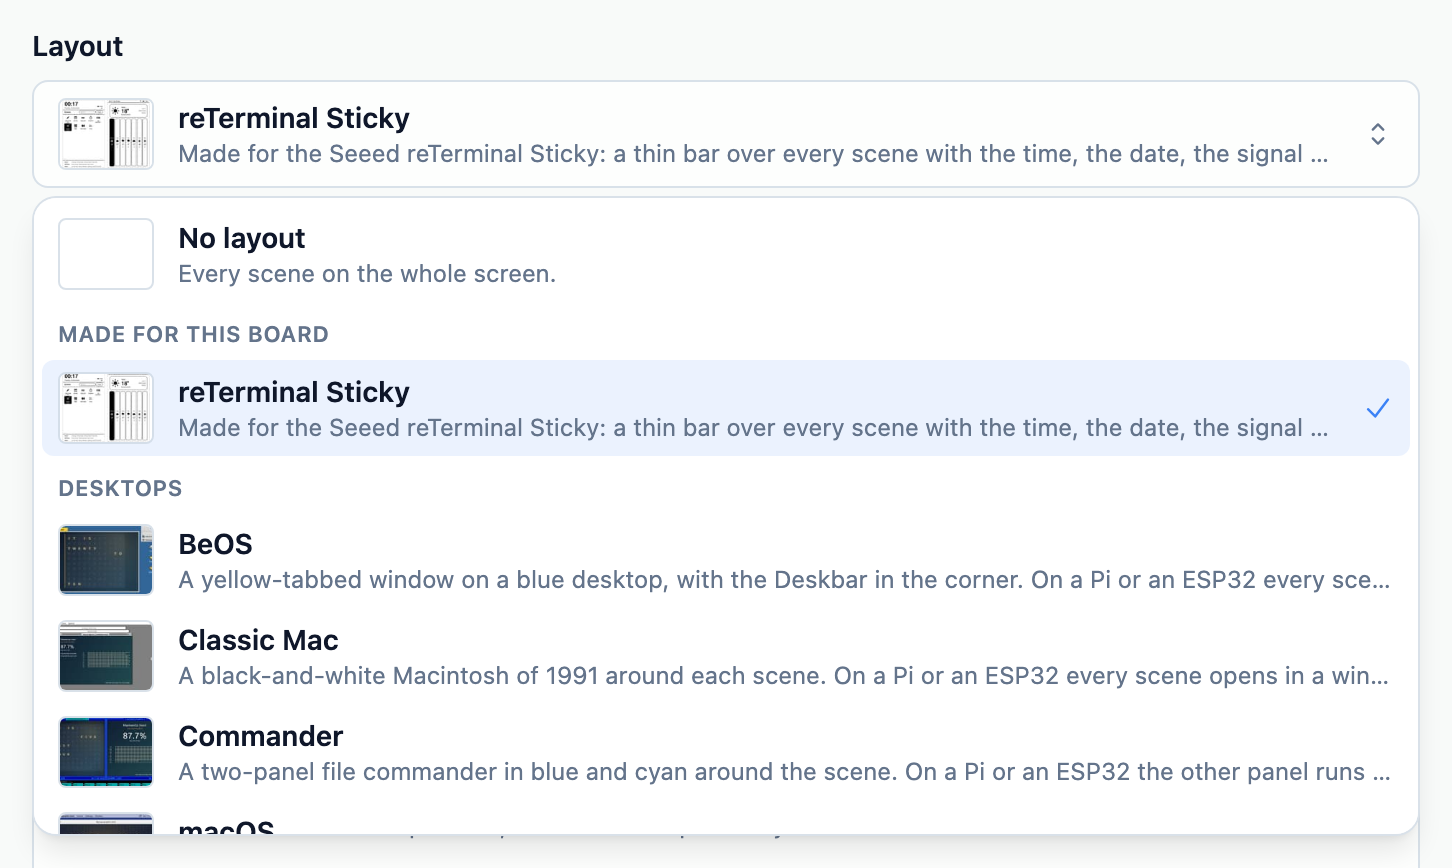 Layout
reTerminal Sticky
Made for the Seeed reTerminal Sticky: a thin bar over every scene with the time, the date, the signal ...
No layout
Every scene on the whole screen.
MADE FOR THIS BOARD
reTerminal Sticky
Made for the Seeed reTerminal Sticky: a thin bar over every scene with the time, the date, the signal ...
DESKTOPS
BeOS
A yellow-tabbed window on a blue desktop, with the Deskbar in the corner. On a Pi or an ESP32 every sce...
Classic Mac
87.7%
A black-and-white Macintosh of 1991 around each scene. On a Pi or an ESP32 every scene opens in a win...
Commander
87.7%
A two-panel file commander in blue and cyan around the scene. On a Pi or an ESP32 the other panel runs ...
macOS